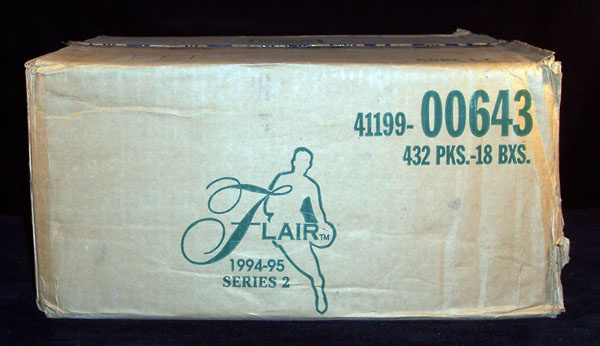 41199-00643
432 PKS.-18 BXS.
FLAIR™
1994-95
SERIES 2